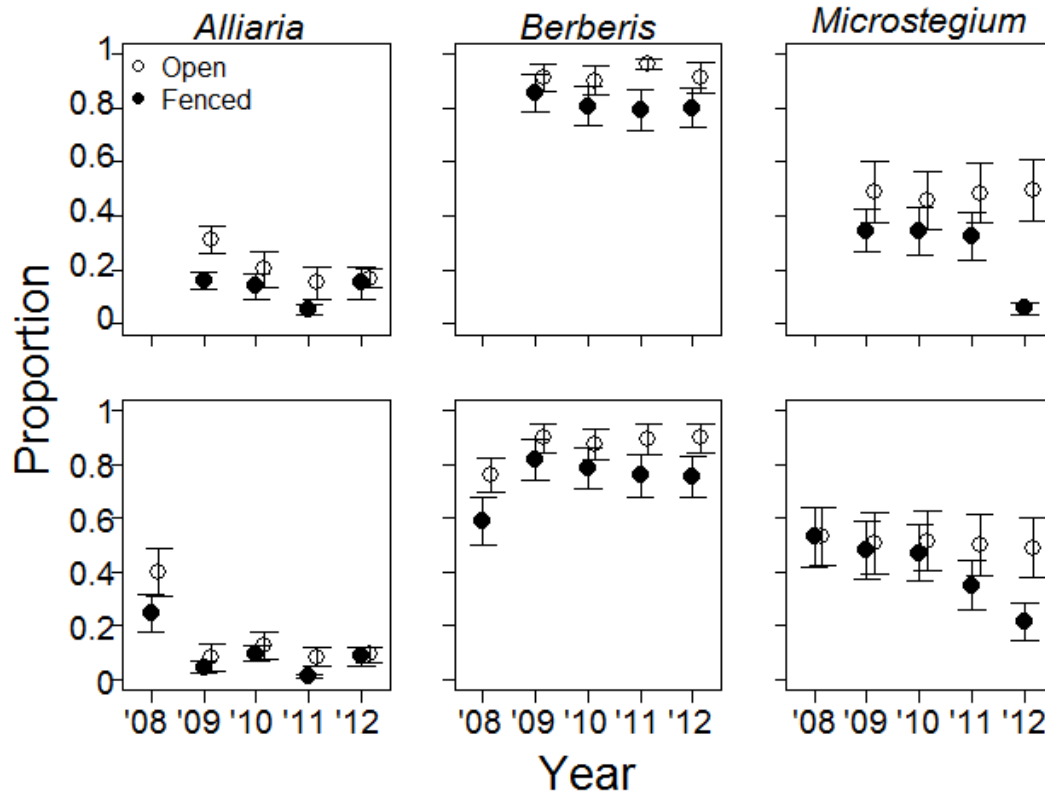 Alliaria Berberis Microstegium
Open
Fenced
1
0.8
0.6
0.4
0.2
0
1
0.8
0.6
0.4
0.2
0
Proportion
'08 '09 '10 '11 '12 '08 '09 '10 '11 '12 '08 '09 '10 '11 '12
Year